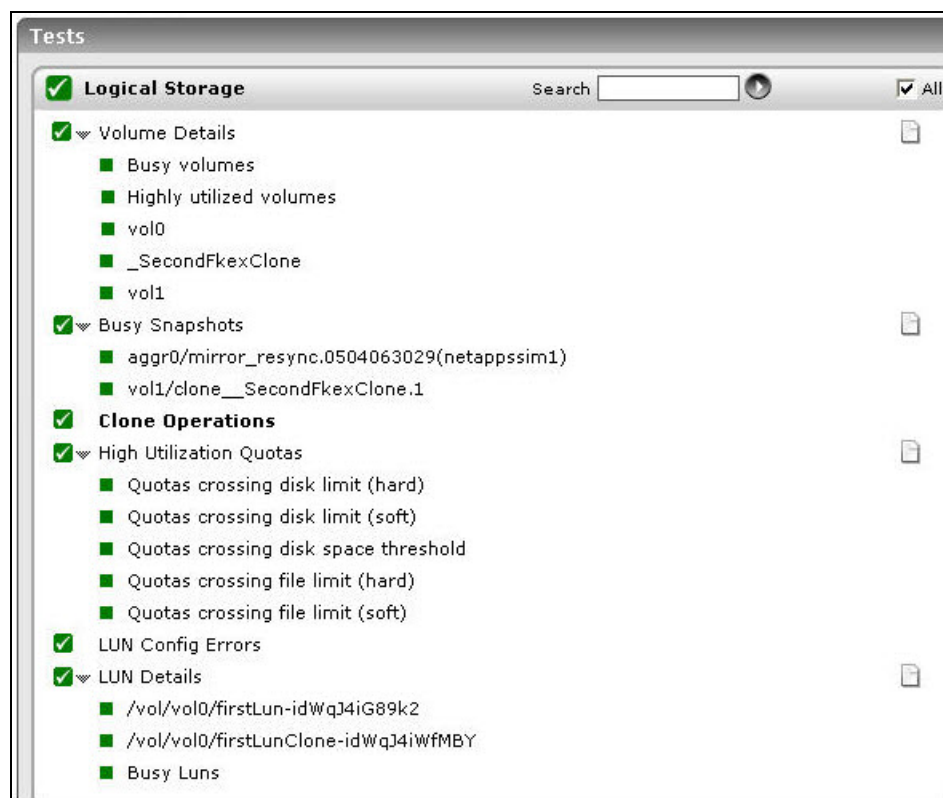 Tests
Logical Storage Search All
Volume Details
Busy volumes
Highly utilized volumes
vol0
_SecondFkexClone
vol1
Busy Snapshots
aggr0/mirror_resync.0504063029(netappssim1)
vol1/clone__SecondFkexClone.1
Clone Operations
High Utilization Quotas
Quotas crossing disk limit (hard)
Quotas crossing disk limit (soft)
Quotas crossing disk space threshold
Quotas crossing file limit (hard)
Quotas crossing file limit (soft)
LUN Config Errors
LUN Details
/vol/vol0/firstLun-idWqJ4iG89k2
/vol/vol0/firstLunClone-idWqJ4iWfMBY
Busy Luns